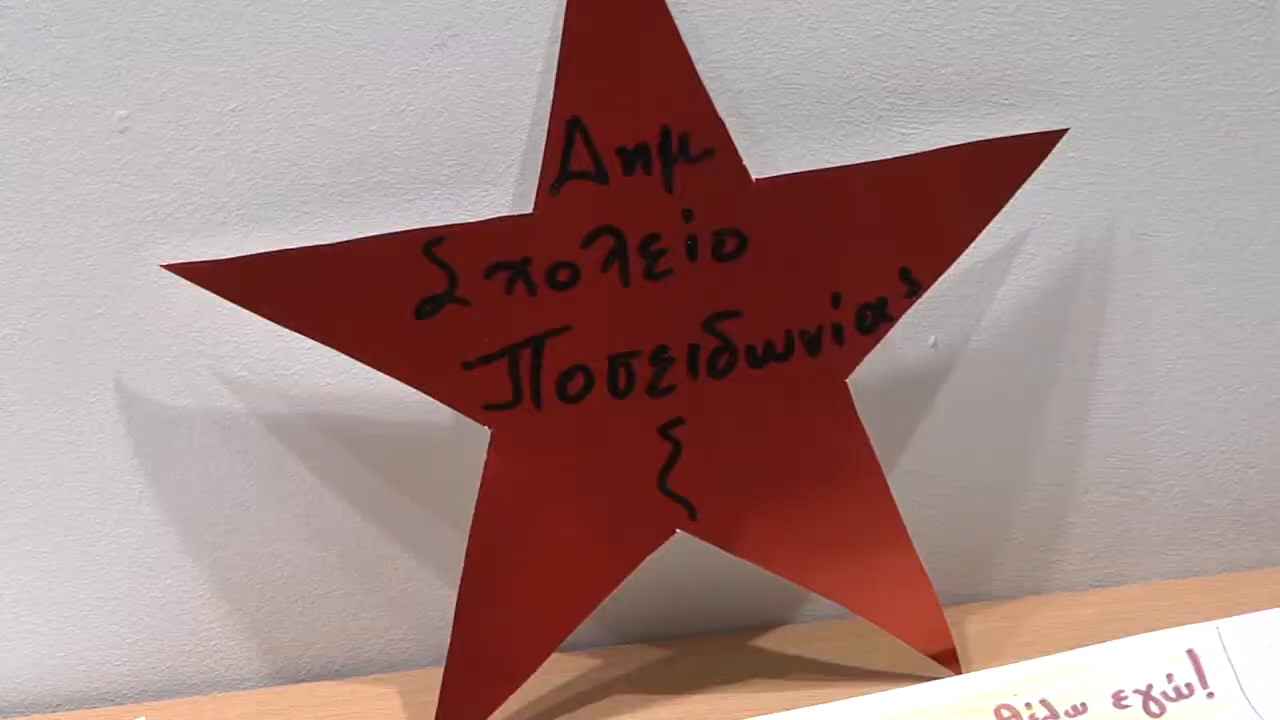 Δημ
Σχολείο
Ποσειδωνίας
ξ
θέλω εγώ!